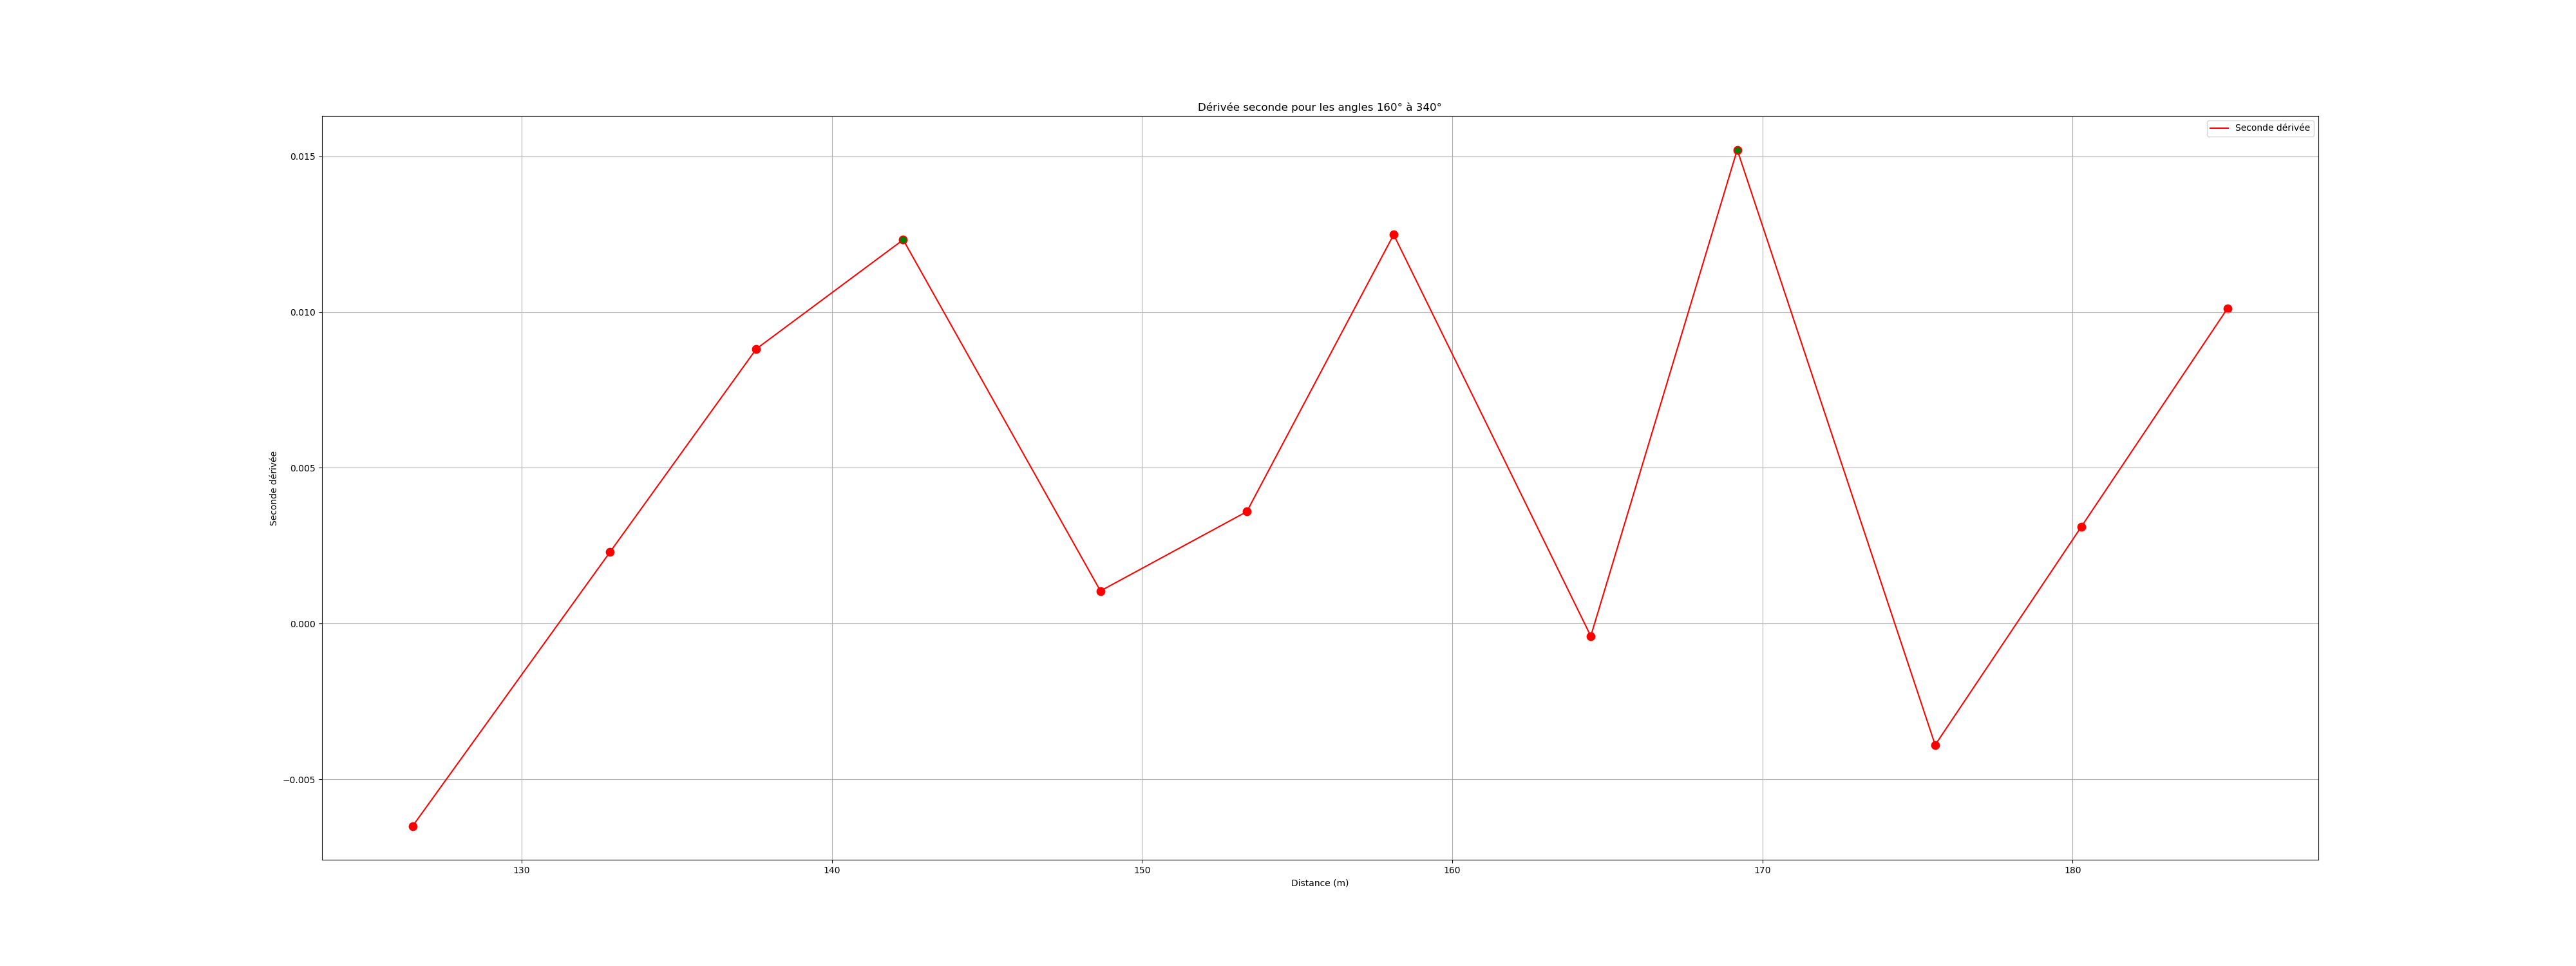 Dérivée seconde pour les angles 160° à 340°
Seconde dérivée
0.015
0.010
0.005
0.000
−0.005
Seconde dérivée
130
140
150
160
170
180
Distance (m)